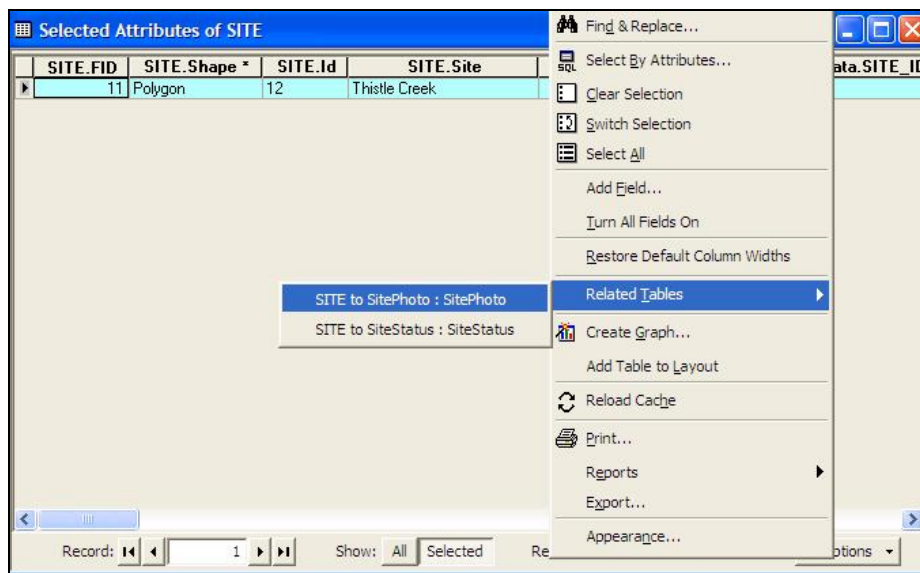 Selected Attributes of SITE
SITE.FID SITE.Shape * SITE.Id SITE.Site ata.SITE_ID
11 Polygon 12 Thistle Creek
Find & Replace...
SQL Select By Attributes...
Clear Selection
Switch Selection
Select All
Add Field...
Turn All Fields On
Restore Default Column Widths
Related Tables
SITE to SitePhoto : SitePhoto
SITE to SiteStatus : SiteStatus
Create Graph...
Add Table to Layout
Reload Cache
Print...
Reports
Export...
Appearance...
Record: 1 Show: All Selected Re ptions